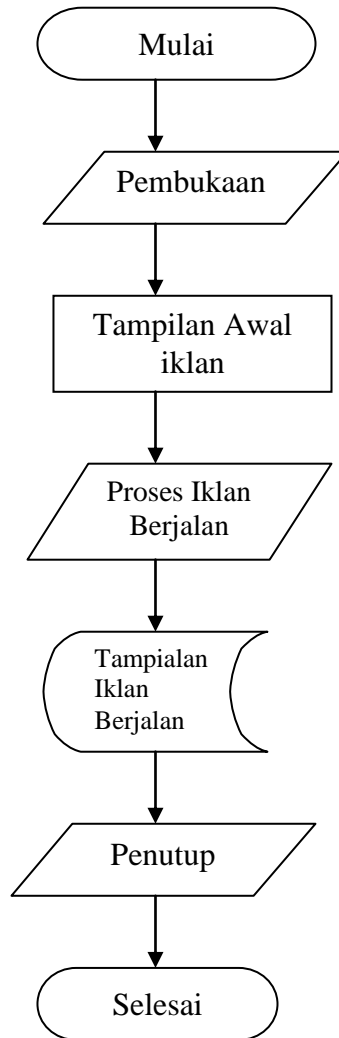 Mulai
Pembukaan
Tampilan Awal
iklan
Proses Iklan
Berjalan
Tampialan
Iklan
Berjalan
Penutup
Selesai